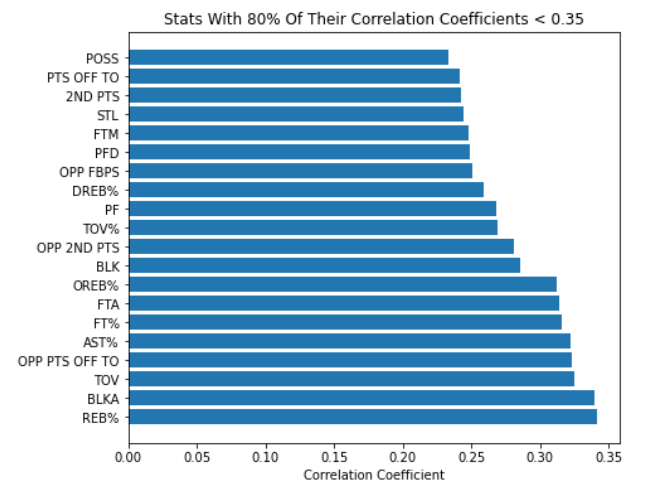 Stats With 80% Of Their Correlation Coefficients < 0.35
POSS
PTS OFF TO
2ND PTS
STL
FTM
PFD
OPP FBPS
DREB%
PF
TOV%
OPP 2ND PTS
BLK
OREB%
FTA
FT%
AST%
OPP PTS OFF TO
TOV
BLKA
REB%
0.00 0.05 0.10 0.15 0.20 0.25 0.30 0.35
Correlation Coefficient